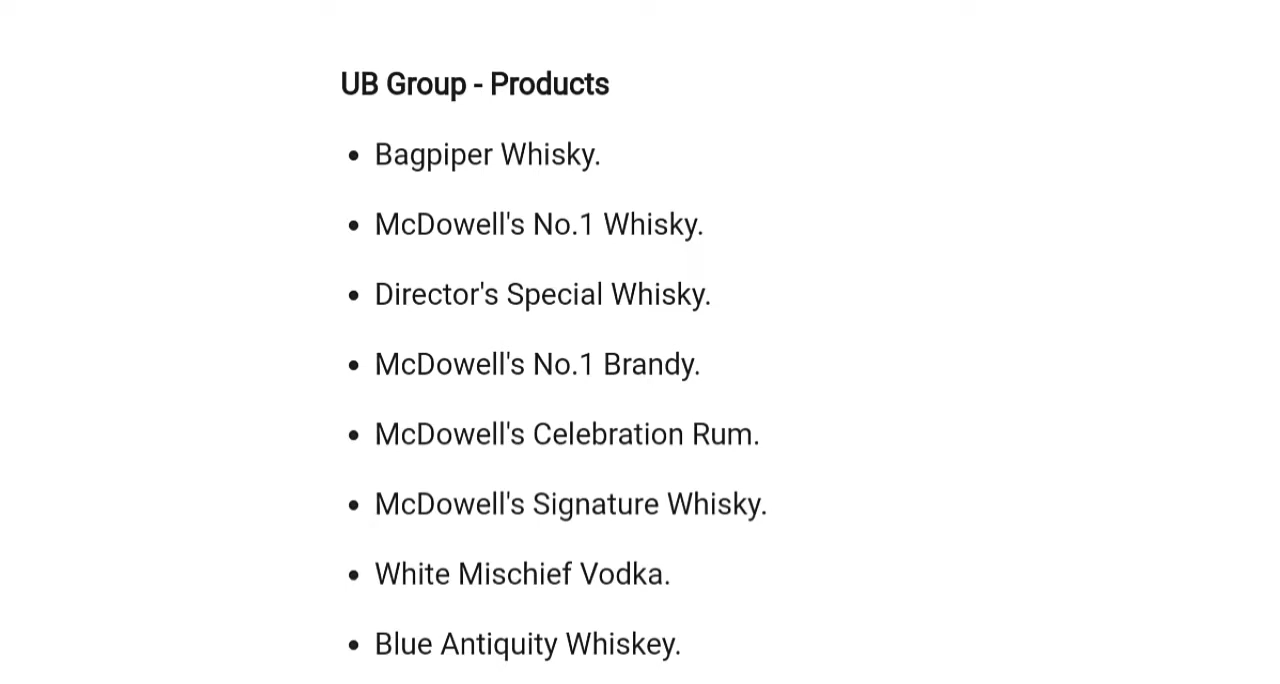 UB Group - Products
• Bagpiper Whisky.
• McDowell's No.1 Whisky.
• Director's Special Whisky.
• McDowell's No.1 Brandy.
• McDowell's Celebration Rum.
• McDowell's Signature Whisky.
• White Mischief Vodka.
• Blue Antiquity Whiskey.